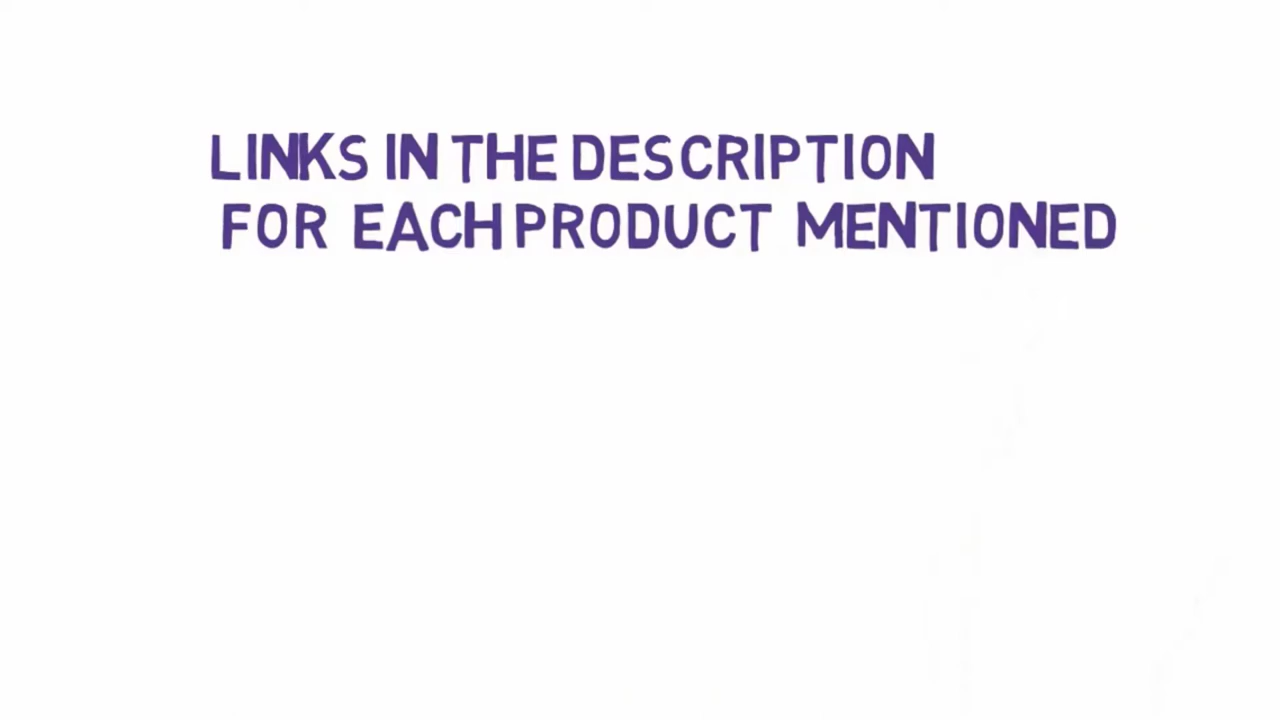 LINKS IN THE DESCRIPTION
FOR EACH PRODUCT MENTIONED